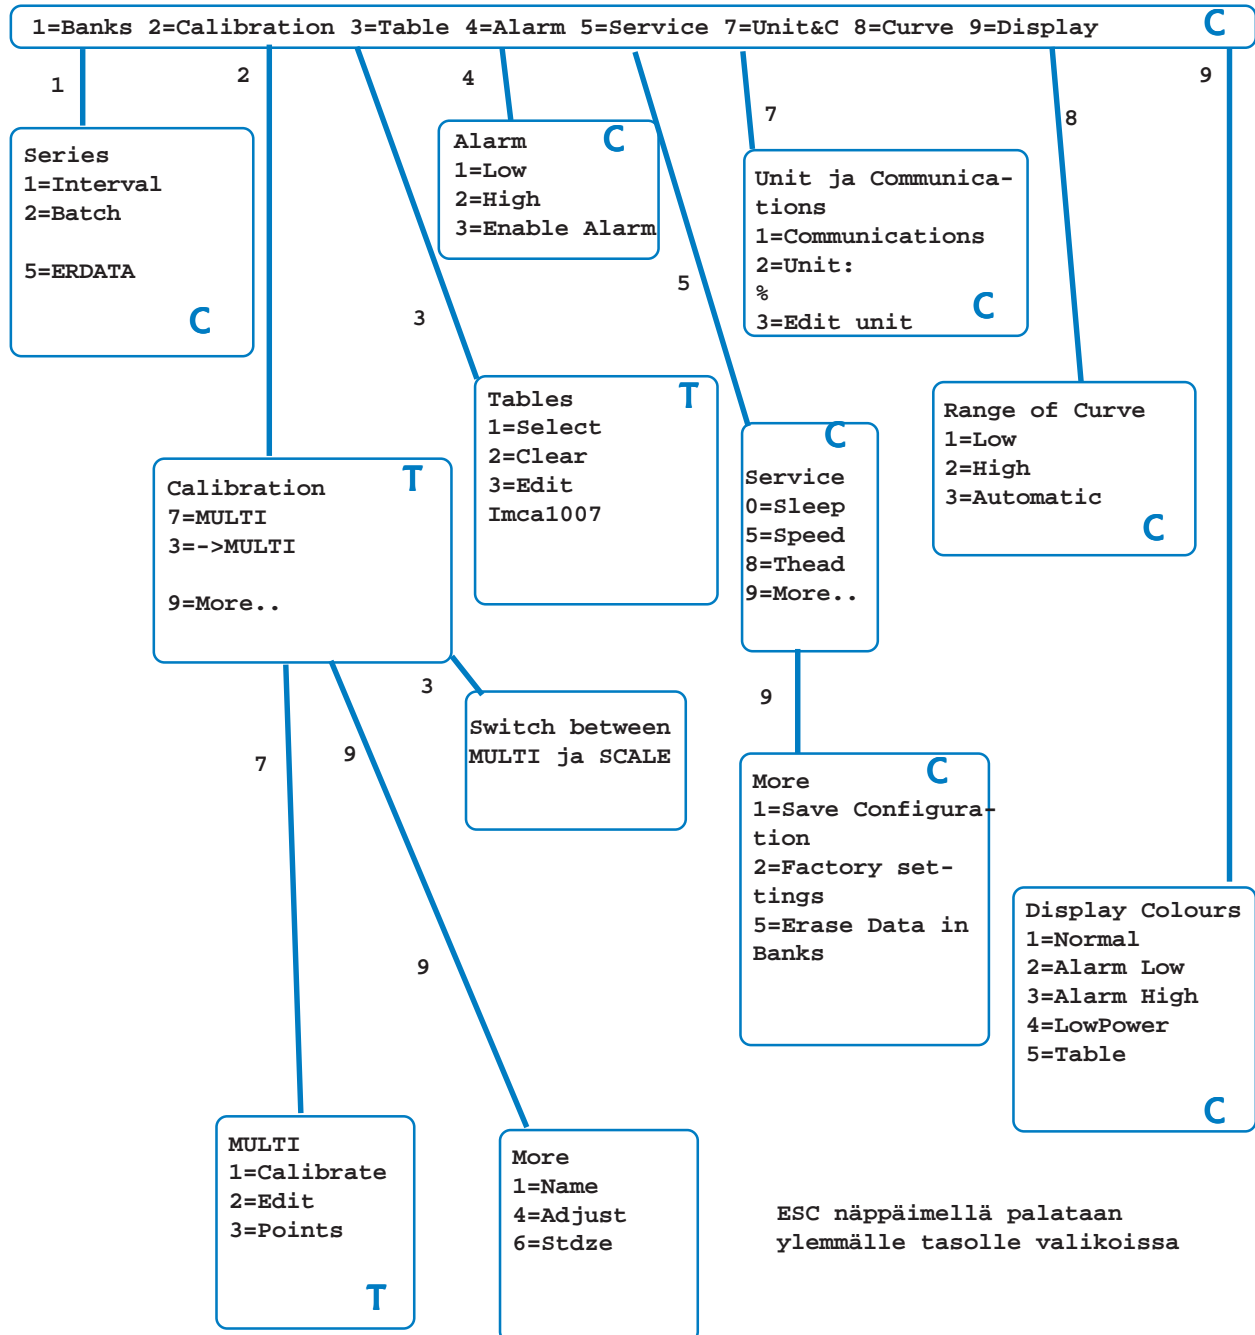 1=Banks 2=Calibration 3=Table 4=Alarm 5=Service 7=Unit&C 8=Curve 9=Display C
1
2
4
7
8
9
Series
1=Interval
2=Batch
5=ERDATA
C
Alarm C
1=Low
2=High
3=Enable Alarm
Unit ja Communica-
tions
1=Communications
2=Unit:
%
3=Edit unit
C
3
5
Tables T
1=Select
2=Clear
3=Edit
Imca1007
C
Service
0=Sleep
5=Speed
8=Thead
9=More..
Range of Curve
1=Low
2=High
3=Automatic
C
Calibration T
7=MULTI
3=->MULTI
9=More..
3
Switch between
MULTI ja SCALE
7
9
9
More C
1=Save Configura-
tion
2=Factory set-
tings
5=Erase Data in
Banks
Display Colours
1=Normal
2=Alarm Low
3=Alarm High
4=LowPower
5=Table
C
9
MULTI
1=Calibrate
2=Edit
3=Points
T
More
1=Name
4=Adjust
6=Stdze
ESC näppäimellä palataan
ylemmälle tasolle valikoissa